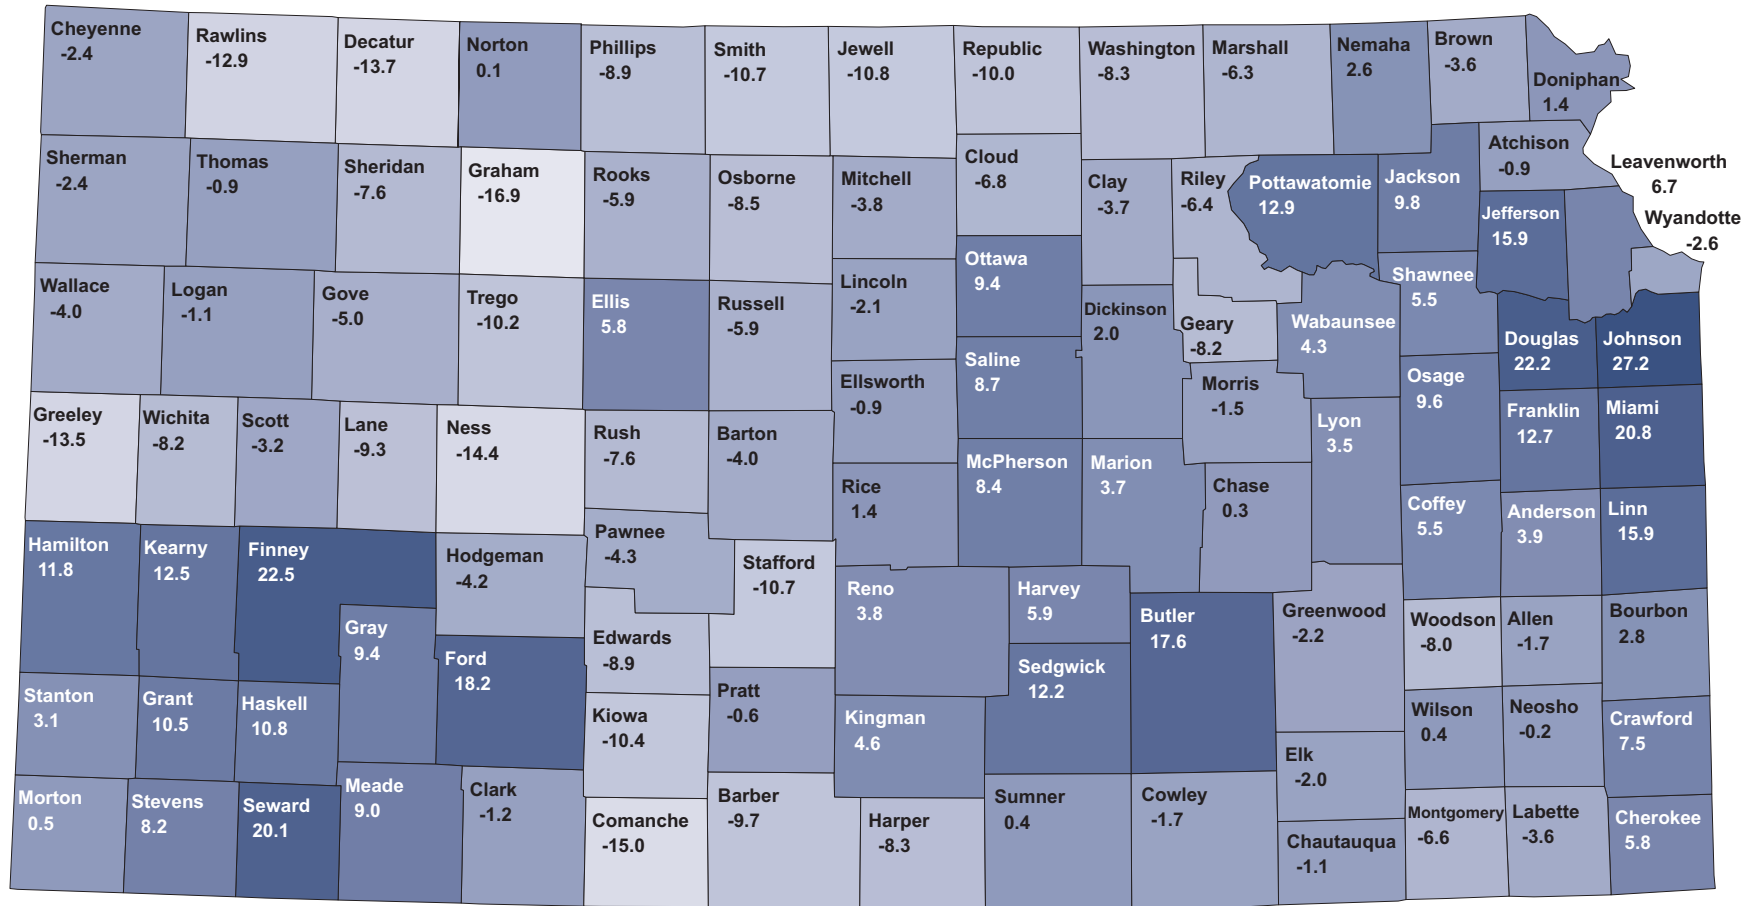 Cheyenne
-2.4
Rawlins
-12.9
Decatur
-13.7
Norton
0.1
Phillips
-8.9
Smith
-10.7
Jewell
-10.8
Republic
-10.0
Washington
-8.3
Marshall
-6.3
Nemaha
2.6
Brown
-3.6
Doniphan
1.4
Sherman
-2.4
Thomas
-0.9
Sheridan
-7.6
Graham
-16.9
Rooks
-5.9
Osborne
-8.5
Mitchell
-3.8
Cloud
-6.8
Clay
-3.7
Riley
-6.4
Pottawatomie
12.9
Jackson
9.8
Atchison
-0.9
Jefferson
15.9
Leavenworth
6.7
Wyandotte
-2.6
Wallace
-4.0
Logan
-1.1
Gove
-5.0
Trego
-10.2
Ellis
5.8
Russell
-5.9
Lincoln
-2.1
Ottawa
9.4
Dickinson
2.0
Geary
-8.2
Wabaunsee
4.3
Shawnee
5.5
Douglas
22.2
Johnson
27.2
Ellsworth
-0.9
Saline
8.7
Morris
-1.5
Osage
9.6
Franklin
12.7
Miami
20.8
Greeley
-13.5
Wichita
-8.2
Scott
-3.2
Lane
-9.3
Ness
-14.4
Rush
-7.6
Barton
-4.0
Rice
1.4
McPherson
8.4
Marion
3.7
Chase
0.3
Lyon
3.5
Coffey
5.5
Anderson
3.9
Linn
15.9
Hamilton
11.8
Kearny
12.5
Finney
22.5
Hodgeman
-4.2
Pawnee
-4.3
Stafford
-10.7
Reno
3.8
Harvey
5.9
Butler
17.6
Greenwood
-2.2
Woodson
-8.0
Allen
-1.7
Bourbon
2.8
Gray
9.4
Ford
18.2
Edwards
-8.9
Sedgwick
12.2
Stanton
3.1
Grant
10.5
Haskell
10.8
Kiowa
-10.4
Pratt
-0.6
Kingman
4.6
Elk
-2.0
Wilson
0.4
Neosho
-0.2
Crawford
7.5
Morton
0.5
Stevens
8.2
Seward
20.1
Meade
9.0
Clark
-1.2
Comanche
-15.0
Barber
-9.7
Harper
-8.3
Sumner
0.4
Cowley
-1.7
Chautauqua
-1.1
Montgomery
-6.6
Labette
-3.6
Cherokee
5.8